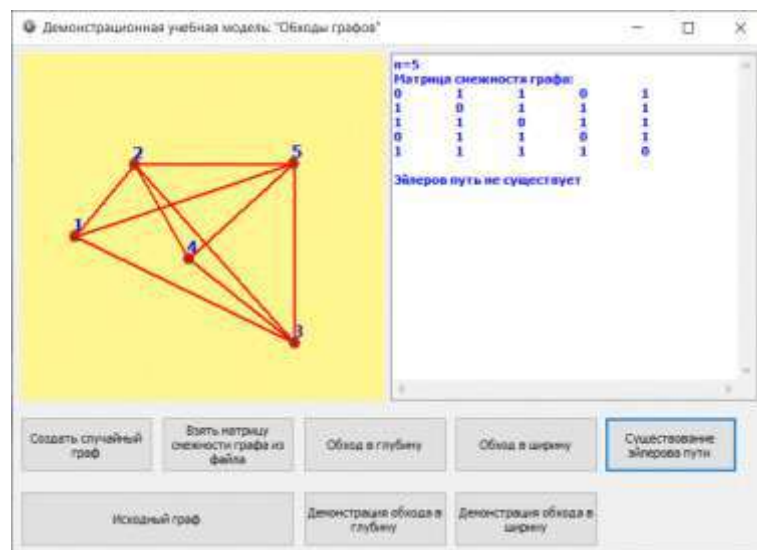 Демонстрационная учебная модель: "Обходы графов"
n=5
Матрица смежности графа:
0 1 1 0 1
1 0 1 1 1
1 1 0 1 1
0 1 1 0 1
1 1 1 1 0
Эйлеров путь не существует
2
5
1
4
3
Создать случайный
граф
Взять матрицу
смежности графа из
файла
Обход в глубину
Обход в ширину
Существование
эйлерова пути
Исходный граф
Демонстрация обхода в
глубину
Демонстрация обхода в
ширину